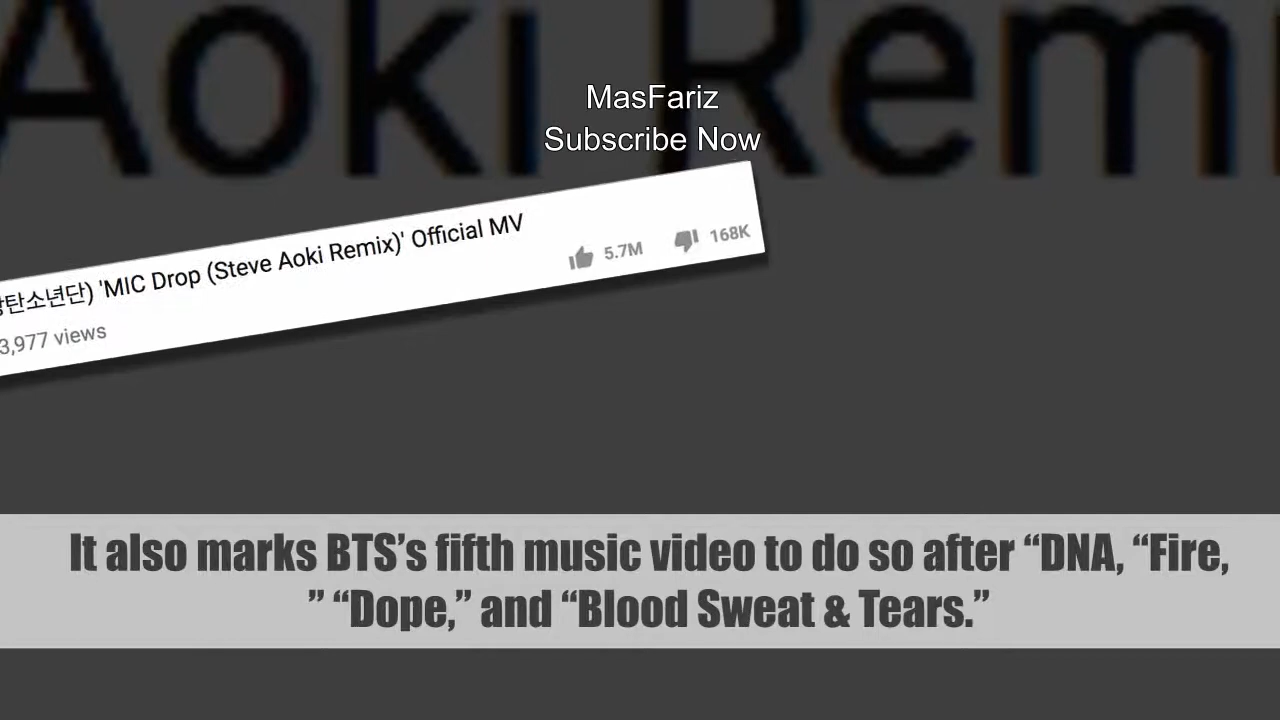 Aoki Remi
MasFariz
Subscribe Now
탄소년단) 'MIC Drop (Steve Aoki Remix)' Official MV
5.7M 168K
3,977 views
It also marks BTS’s fifth music video to do so after “DNA, “Fire,
” “Dope,” and “Blood Sweat & Tears.”